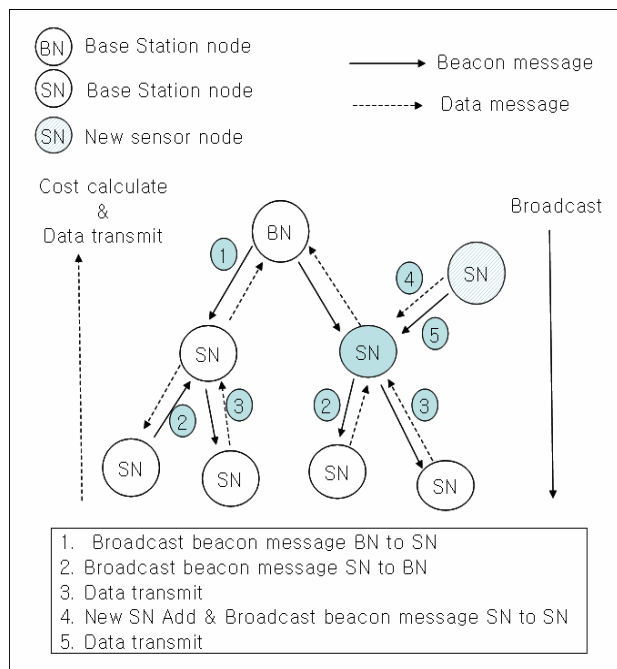 BN Base Station node
SN Base Station node
SN New sensor node
Beacon message
Data message
Cost calculate
&
Data transmit
Broadcast
BN
1
SN
4
5
SN
SN
2
3
2
3
SN
SN
SN
SN
1. Broadcast beacon message BN to SN
2. Broadcast beacon message SN to BN
3. Data transmit
4. New SN Add & Broadcast beacon message SN to SN
5. Data transmit